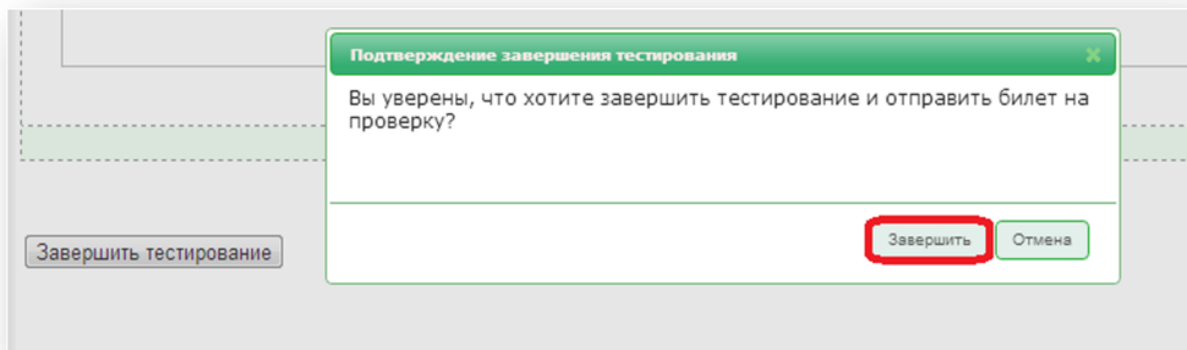 Подтверждение завершения тестирования
Вы уверены, что хотите завершить тестирование и отправить билет на
проверку?
Завершить
Отмена
Завершить тестирование